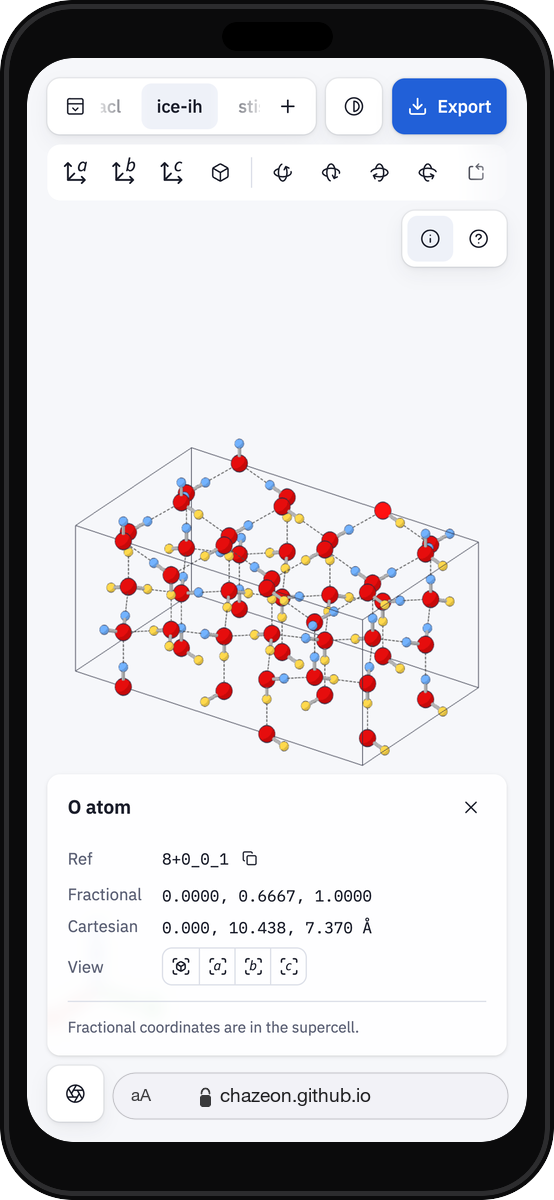 acl ice-ih sti + Export
a b c
O atom
Ref 8+0_0_1
Fractional 0.0000, 0.6667, 1.0000
Cartesian 0.000, 10.438, 7.370 Å
View a b c
Fractional coordinates are in the supercell.
aA chazeon.github.io